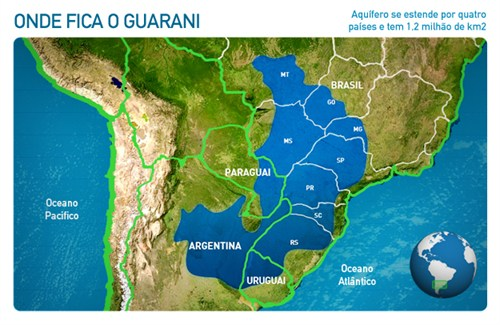 ONDE FICA O GUARANI
Aquífero se estende por quatro
países e tem 1,2 milhão de km2
MT
BRASIL
GO
MG
MS
SP
PARAGUAI
PR
Oceano
Pacifico
SC
ARGENTINA
RS
URUGUAI
Oceano
Atlântico